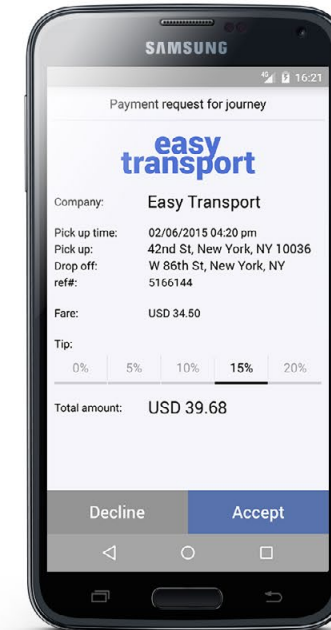 SAMSUNG
4G 16:21
Payment request for journey
easy
transport
Company: Easy Transport
Pick up time: 02/06/2015 04:20 pm
Pick up: 42nd St, New York, NY 10036
Drop off: W 86th St, New York, NY
ref#: 5166144
Fare: USD 34.50
Tip:
0% 5% 10% 15% 20%
Total amount: USD 39.68
Decline Accept